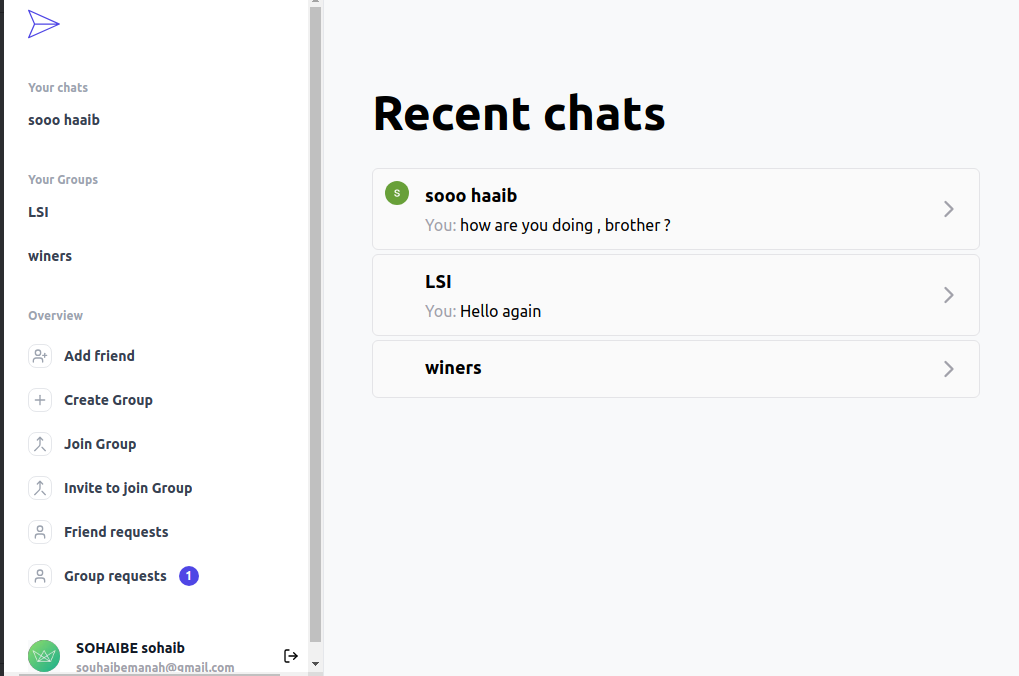 Your chats
sooo haaib
Your Groups
LSI
winers
Overview
Add friend
Create Group
Join Group
Invite to join Group
Friend requests
Group requests 1
SOHAIBE sohaib
souhaibemanah@gmail.com
Recent chats
S
sooo haaib
You: how are you doing , brother ?
LSI
You: Hello again
winers